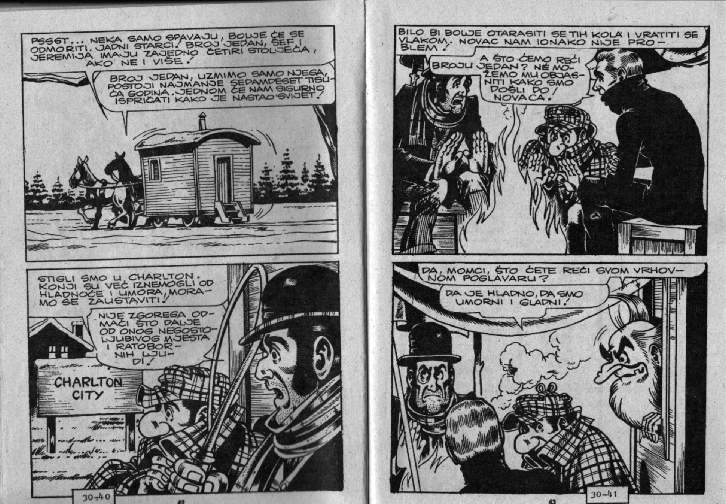 PSSST... NEKA SAMO SPAVAJU, BOLJE ĆE SE
ODMORITI. JADNI STARCI. BROJ JEDAN, ŠEF I
JEREMIJA IMAJU ZAJEDNO ČETIRI STOLJEĆA,
AKO NE I VIŠE!
BROJ JEDAN, UZMIMO SAMO NJEGA,
POSTOJI NAJMANJE SEDAMDESET TISU-
ĆA GODINA. JEDNOM ĆE NAM SIGURNO
ISPRIČATI KAKO JE NASTAO SVIJET!
STIGLI SMO U CHARLTON.
KONJI SU VEĆ IZNEMOGLI OD
HLADNOĆE I UMORA, MORA-
MO SE ZAUSTAVITI!
NIJE ZGOREGA OD-
MAĆI ŠTO DALJE
OD ONOG NEGOSTO-
LJUBIVOG MJESTA
I RATOBOR-
NIH LJU-
DI!
CHARLTON
CITY
30-40
62
BILO BI BOLJE OTARASITI SE TIH KOLA I VRATITI SE
VLAKOM. NOVAC NAM IONAKO NIJE PRO-
BLEM!
A ŠTO ĆEMO REĆI
BROJU JEDAN? NE MO-
ŽEMO MU OBJAS-
NITI KAKO SMO
DOŠLI DO
NOVACA.
DA, MOMCI, ŠTO ĆETE REĆI SVOM VRHOV-
NOM POGLAVARU?
DA JE HLADNO, DA SMO
UMORNI I GLADNI!
30-41
63